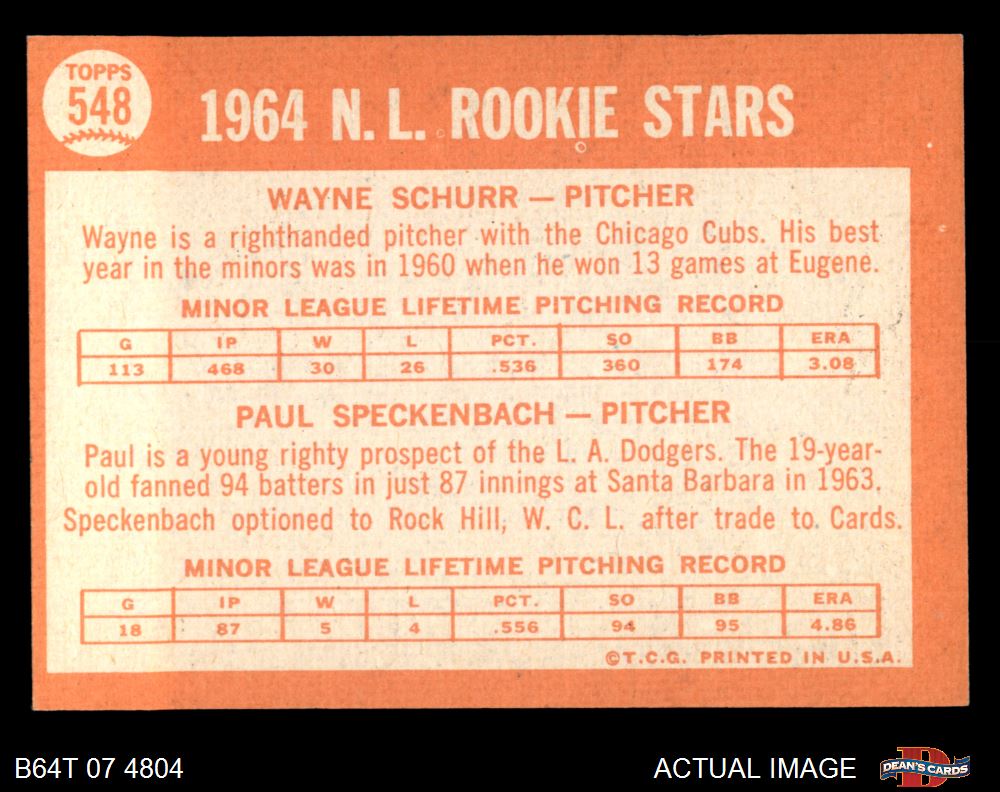 TOPPS
548
1964 N. L. ROOKIE STARS
WAYNE SCHURR — PITCHER
Wayne is a righthanded pitcher with the Chicago Cubs. His best
year in the minors was in 1960 when he won 13 games at Eugene.
MINOR LEAGUE LIFETIME PITCHING RECORD
G IP W L PCT. SO BB ERA
113 468 30 26 .536 360 174 3.08
PAUL SPECKENBACH — PITCHER
Paul is a young righty prospect of the L. A. Dodgers. The 19-year-
old fanned 94 batters in just 87 innings at Santa Barbara in 1963.
Speckenbach optioned to Rock Hill, W. C. L. after trade to Cards.
MINOR LEAGUE LIFETIME PITCHING RECORD
G IP W L PCT. SO BB ERA
18 87 5 4 .556 94 95 4.86
©T.C.G. PRINTED IN U.S.A.
B64T 07 4804
ACTUAL IMAGE
DEAN'S CARDS